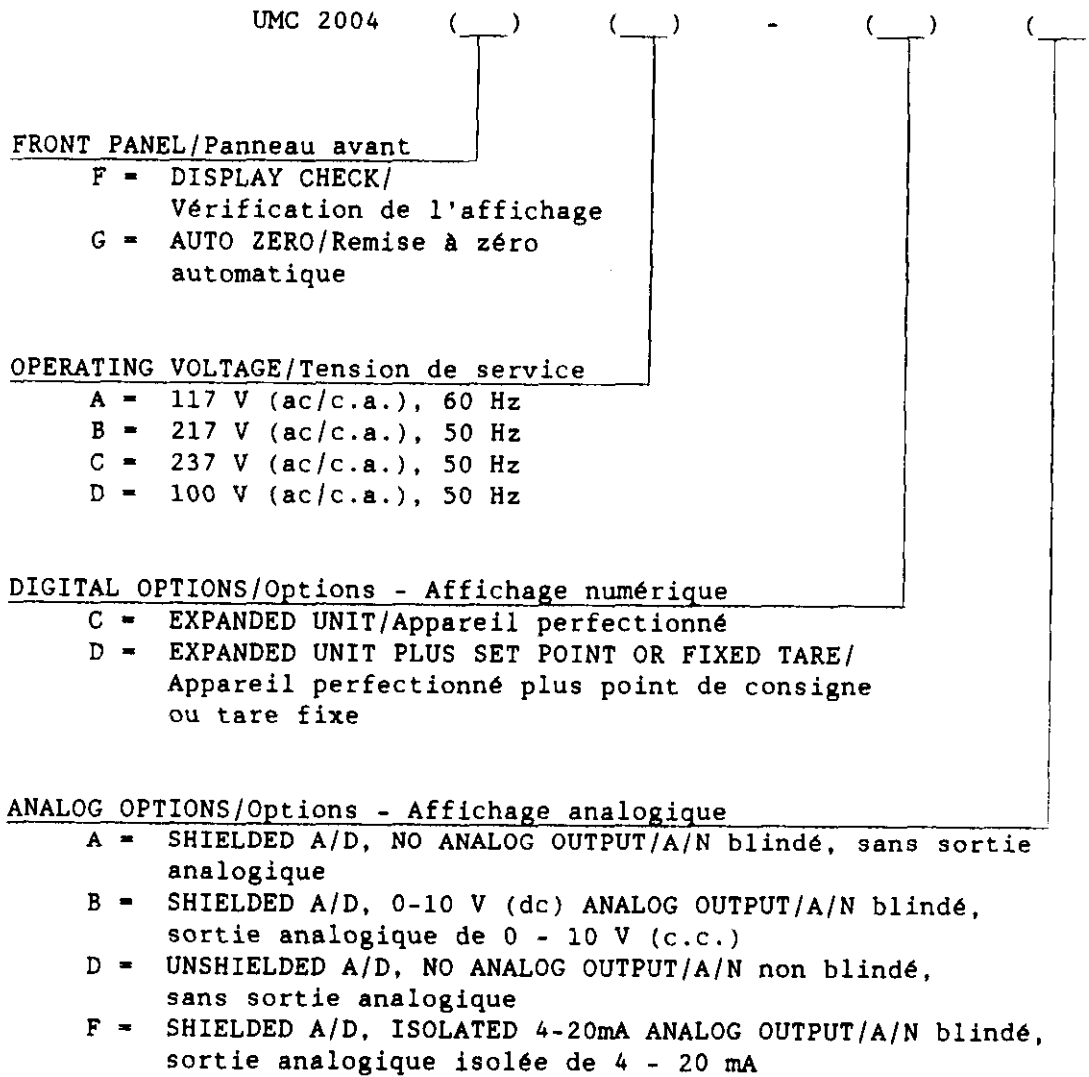 UMC 2004 (___) (___) - (___) (___
FRONT PANEL/Panneau avant
F = DISPLAY CHECK/
Vérification de l'affichage
G = AUTO ZERO/Remise à zéro
automatique
OPERATING VOLTAGE/Tension de service
A = 117 V (ac/c.a.), 60 Hz
B = 217 V (ac/c.a.), 50 Hz
C = 237 V (ac/c.a.), 50 Hz
D = 100 V (ac/c.a.), 50 Hz
DIGITAL OPTIONS/Options - Affichage numérique
C = EXPANDED UNIT/Appareil perfectionné
D = EXPANDED UNIT PLUS SET POINT OR FIXED TARE/
Appareil perfectionné plus point de consigne
ou tare fixe
ANALOG OPTIONS/Options - Affichage analogique
A = SHIELDED A/D, NO ANALOG OUTPUT/A/N blindé, sans sortie
analogique
B = SHIELDED A/D, 0-10 V (dc) ANALOG OUTPUT/A/N blindé,
sortie analogique de 0 - 10 V (c.c.)
D = UNSHIELDED A/D, NO ANALOG OUTPUT/A/N non blindé,
sans sortie analogique
F = SHIELDED A/D, ISOLATED 4-20mA ANALOG OUTPUT/A/N blindé,
sortie analogique isolée de 4 - 20 mA